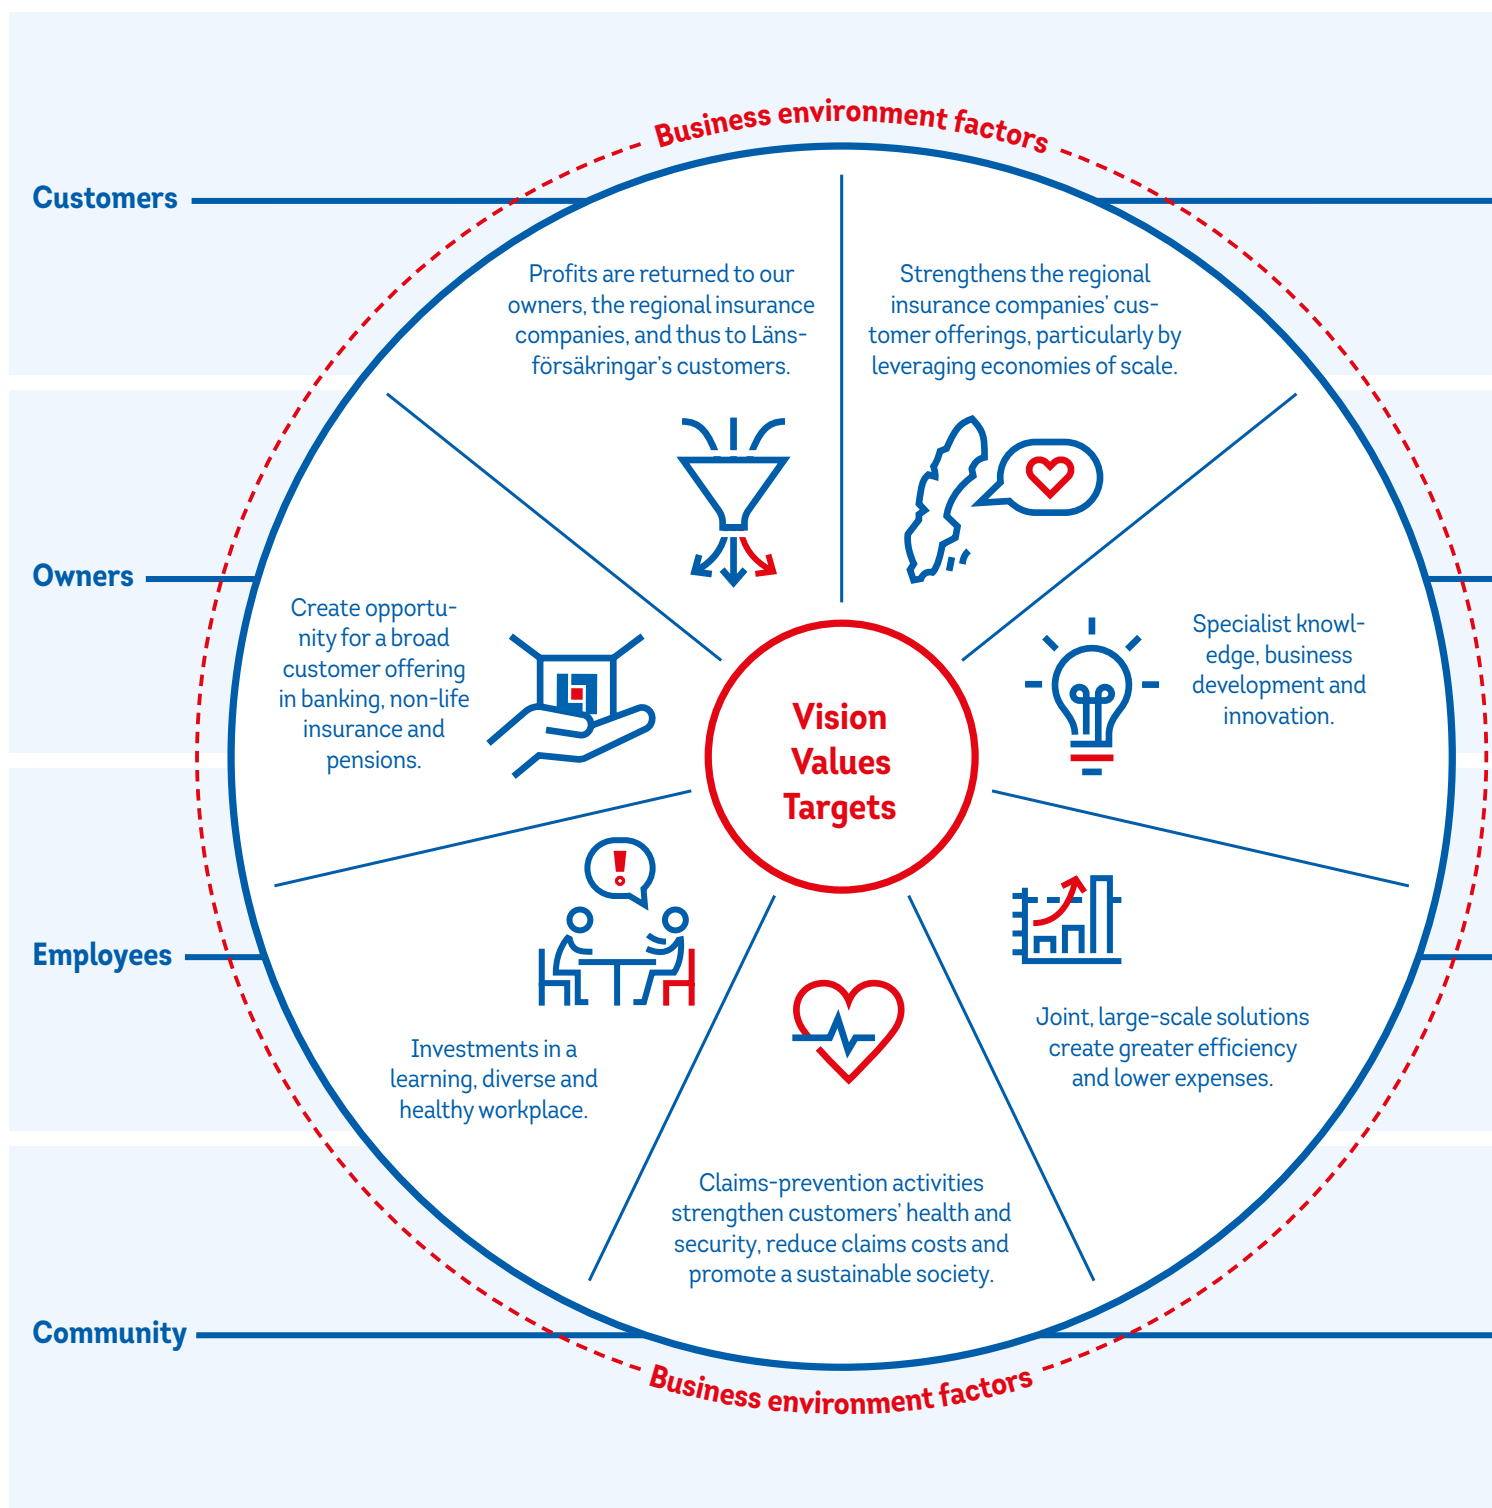 Business environment factors
Customers
Profits are returned to our
owners, the regional insurance
companies, and thus to Läns-
försäkringar's customers.
Strengthens the regional
insurance companies' cus-
tomer offerings, particularly by
leveraging economies of scale.
Owners
Create opportu-
nity for a broad
customer offering
in banking, non-life
insurance and
pensions.
Specialist knowl-
edge, business
development and
innovation.
Vision
Values
Targets
Employees
Investments in a
learning, diverse and
healthy workplace.
Joint, large-scale solutions
create greater efficiency
and lower expenses.
Claims-prevention activities
strengthen customers' health and
security, reduce claims costs and
promote a sustainable society.
Community
Business environment factors